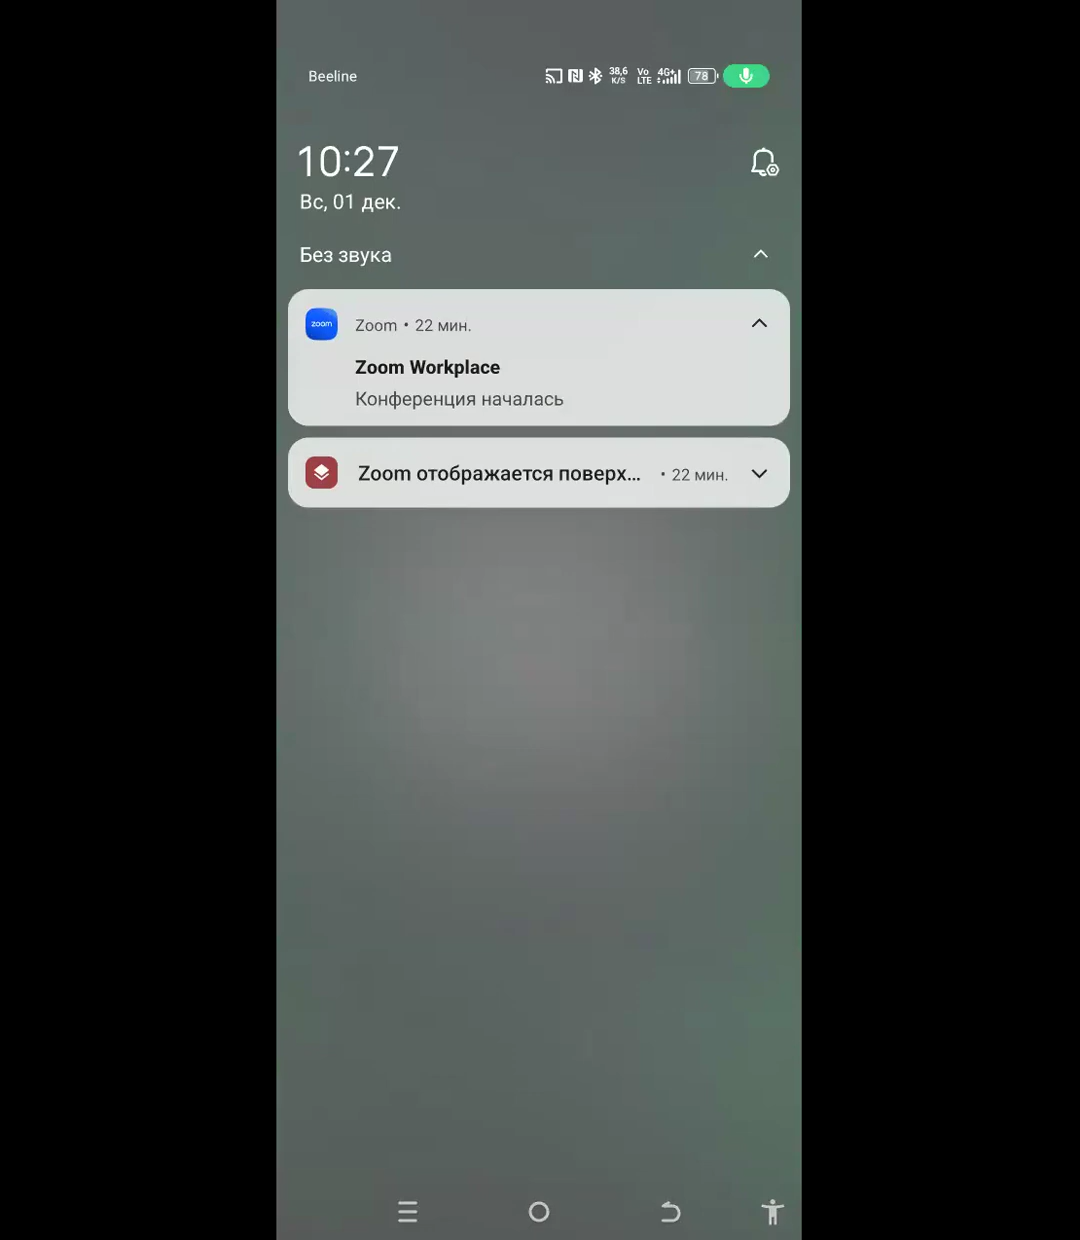 Beeline
38,6
K/S
Vo
LTE
4G+
78
10:27
Вс, 01 дек.
Без звука
zoom
Zoom • 22 мин.
Zoom Workplace
Конференция началась
Zoom отображается поверх... • 22 мин.